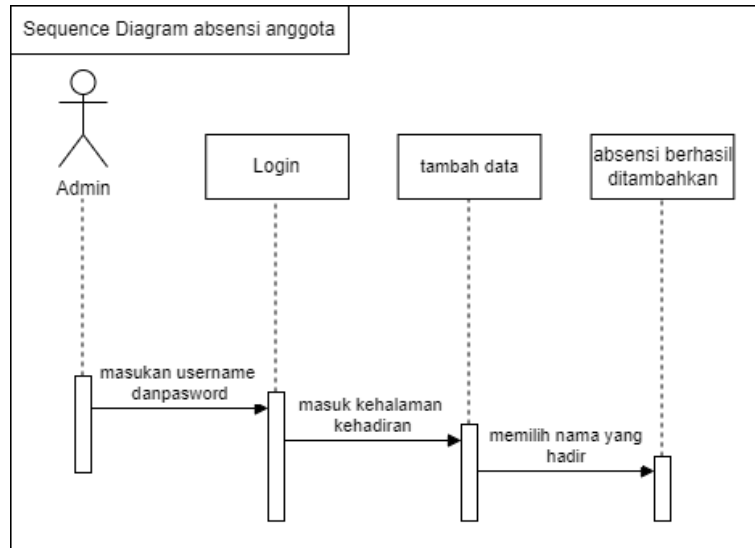 Sequence Diagram absensi anggota
Admin
Login
tambah data
absensi berhasil
ditambahkan
masukan username
danpasword
masuk kehalaman
kehadiran
memilih nama yang
hadir